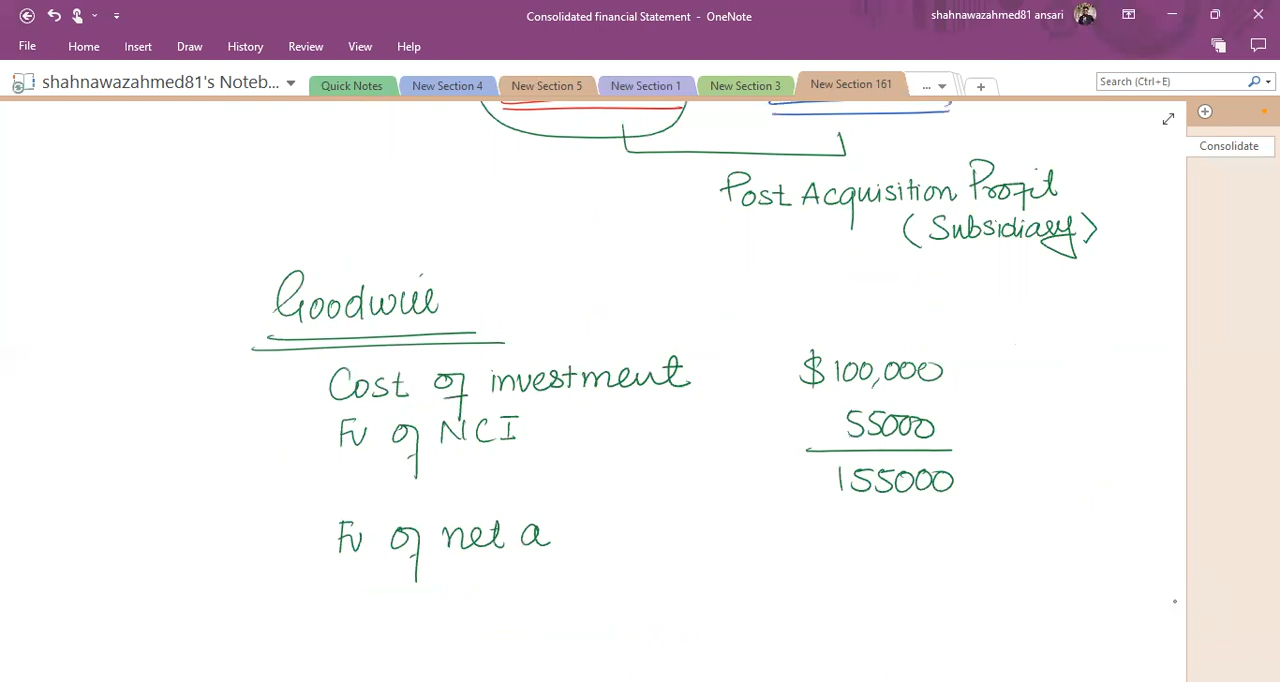 Consolidated financial Statement - OneNote
shahnawazahmed81 ansari
File Home Insert Draw History Review View Help
shahnawazahmed81's Noteb...
Quick Notes New Section 4 New Section 5 New Section 1 New Section 3 New Section 161 ...
Search (Ctrl+E)
Consolidate
Post Acquisition Profit
(Subsidiary)
Goodwill
Cost of investment $100,000
Fv of NCI 55000
155000
Fv of net a